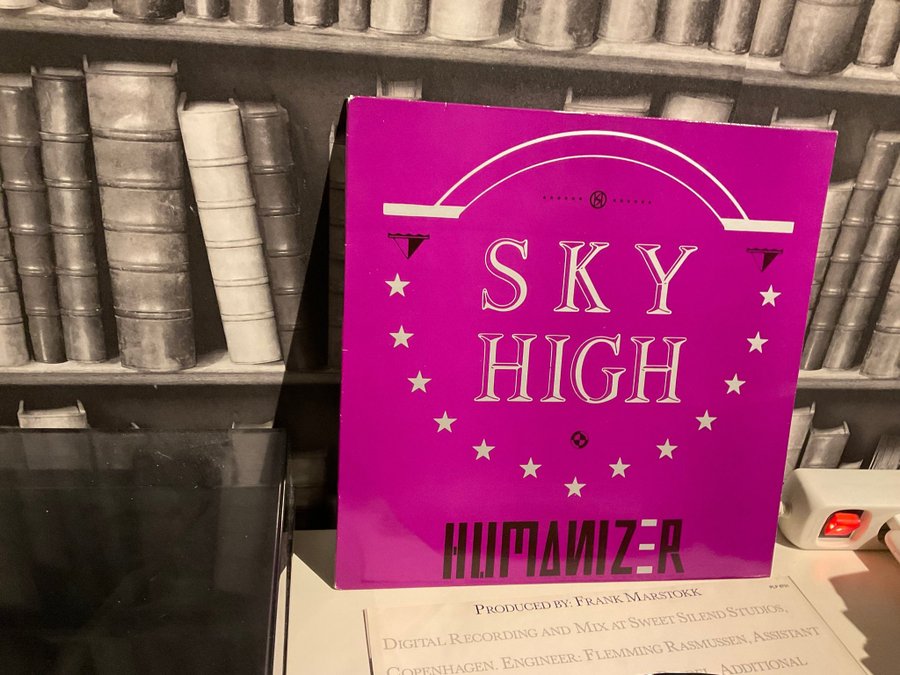 SKY
HIGH
HUMANIZER
PRODUCED BY: FRANK MARSTOKK
DIGITAL RECORDING AND MIX AT SWEET SILEND STUDIOS,
COPENHAGEN. ENGINEER: FLEMMING RASMUSSEN, ASSISTANT
ADDITIONAL